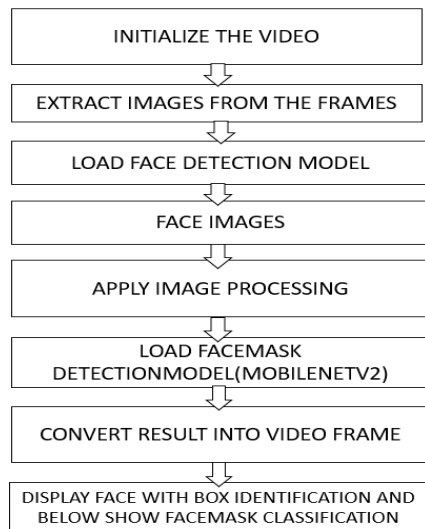 INITIALIZE THE VIDEO
EXTRACT IMAGES FROM THE FRAMES
LOAD FACE DETECTION MODEL
FACE IMAGES
APPLY IMAGE PROCESSING
LOAD FACEMASK
DETECTIONMODEL(MOBILENETV2)
CONVERT RESULT INTO VIDEO FRAME
DISPLAY FACE WITH BOX IDENTIFICATION AND
BELOW SHOW FACEMASK CLASSIFICATION